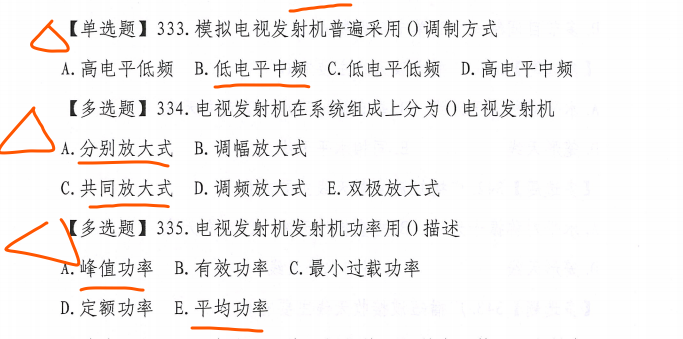 【单选题】333.模拟电视发射机普遍采用()调制方式
A.高电平低频 B.低电平中频 C.低电平低频 D.高电平中频
【多选题】334.电视发射机在系统组成上分为()电视发射机
A.分别放大式 B.调幅放大式
C.共同放大式 D.调频放大式 E.双极放大式
【多选题】335.电视发射机发射机功率用()描述
A.峰值功率 B.有效功率 C.最小过载功率
D.定额功率 E.平均功率